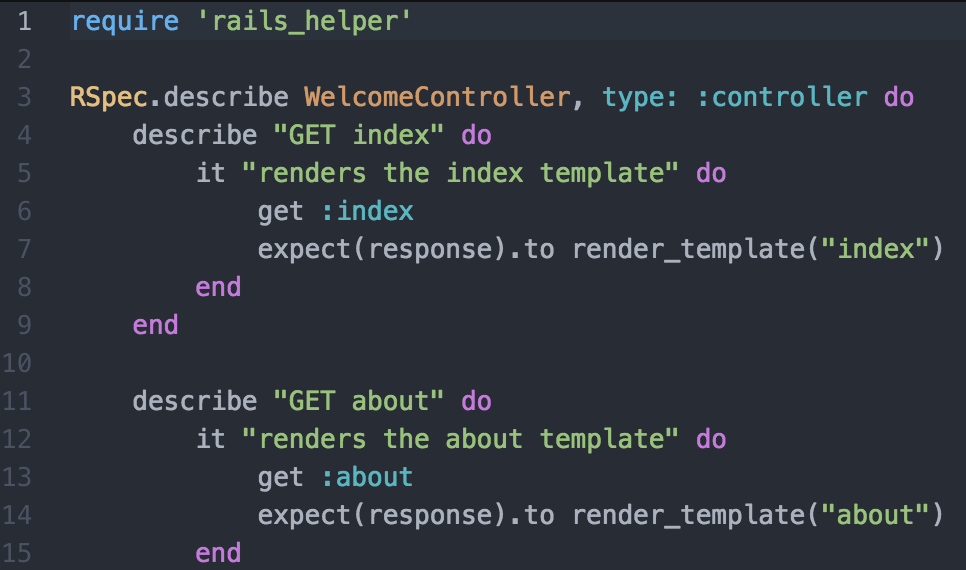 1 require 'rails_helper'
2
3 RSpec.describe WelcomeController, type: :controller do
4     describe "GET index" do
5         it "renders the index template" do
6             get :index
7             expect(response).to render_template("index")
8         end
9     end
10
11     describe "GET about" do
12         it "renders the about template" do
13             get :about
14             expect(response).to render_template("about")
15         end